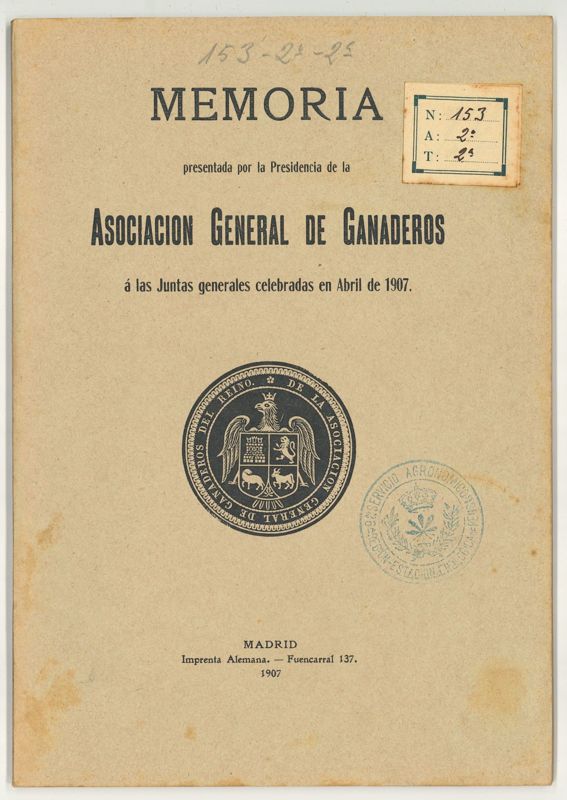 153-2º-2ª
MEMORIA
N: 153
A: 2º
T: 2ª
presentada por la Presidencia de la
ASOCIACION GENERAL DE GANADEROS
á las Juntas generales celebradas en Abril de 1907.
DE LA ASOCIACION GENERAL DE GANADEROS DEL REINO.
SERVICIO AGRONOMICO
MADRID
Imprenta Alemana. — Fuencarral 137.
1907